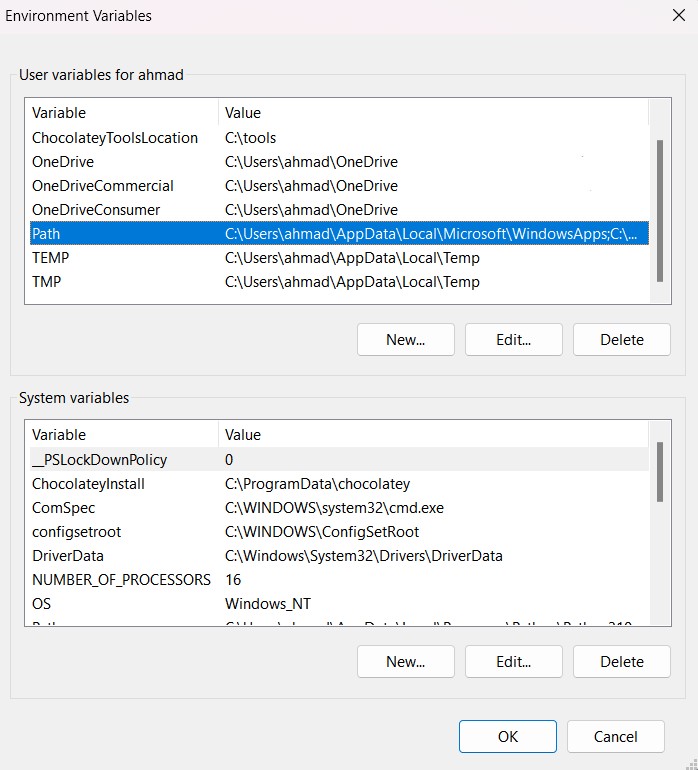 Environment Variables
User variables for ahmad
Variable Value
ChocolateyToolsLocation C:\tools
OneDrive C:\Users\ahmad\OneDrive
OneDriveCommercial C:\Users\ahmad\OneDrive
OneDriveConsumer C:\Users\ahmad\OneDrive
Path C:\Users\ahmad\AppData\Local\Microsoft\WindowsApps;C:\...
TEMP C:\Users\ahmad\AppData\Local\Temp
TMP C:\Users\ahmad\AppData\Local\Temp
New... Edit... Delete
System variables
Variable Value
__PSLockDownPolicy 0
ChocolateyInstall C:\ProgramData\chocolatey
ComSpec C:\WINDOWS\system32\cmd.exe
configsetroot C:\WINDOWS\ConfigSetRoot
DriverData C:\Windows\System32\Drivers\DriverData
NUMBER_OF_PROCESSORS 16
OS Windows_NT
New... Edit... Delete
OK Cancel